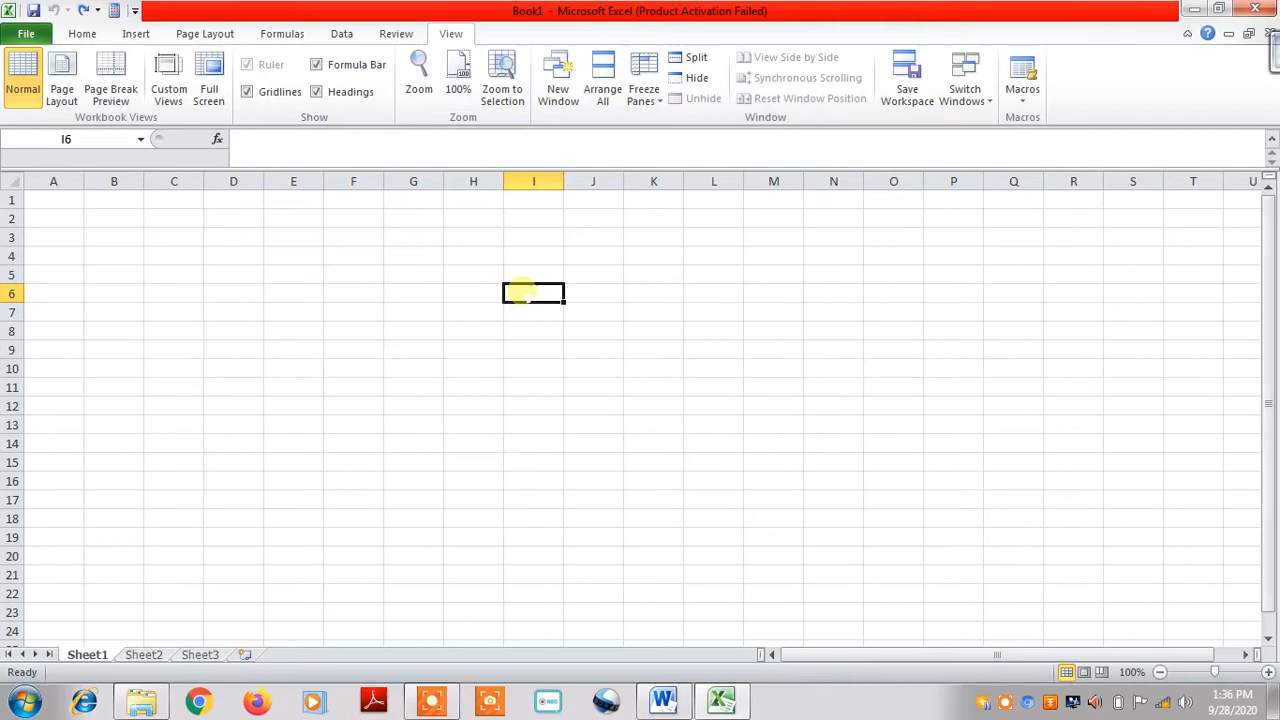 Book1 - Microsoft Excel (Product Activation Failed)
File Home Insert Page Layout Formulas Data Review View
Normal
Page Layout
Page Break Preview
Custom Views
Full Screen
Workbook Views
Ruler
Formula Bar
Gridlines
Headings
Show
Zoom
100%
Zoom to Selection
Zoom
New Window
Arrange All
Freeze Panes
Split
Hide
Unhide
View Side by Side
Synchronous Scrolling
Reset Window Position
Save Workspace
Switch Windows
Window
Macros
Macros
I6
fx
A B C D E F G H I J K L M N O P Q R S T U
1
2
3
4
5
6
7
8
9
10
11
12
13
14
15
16
17
18
19
20
21
22
23
24
Sheet1 Sheet2 Sheet3
Ready
100%
1:36 PM
9/28/2020